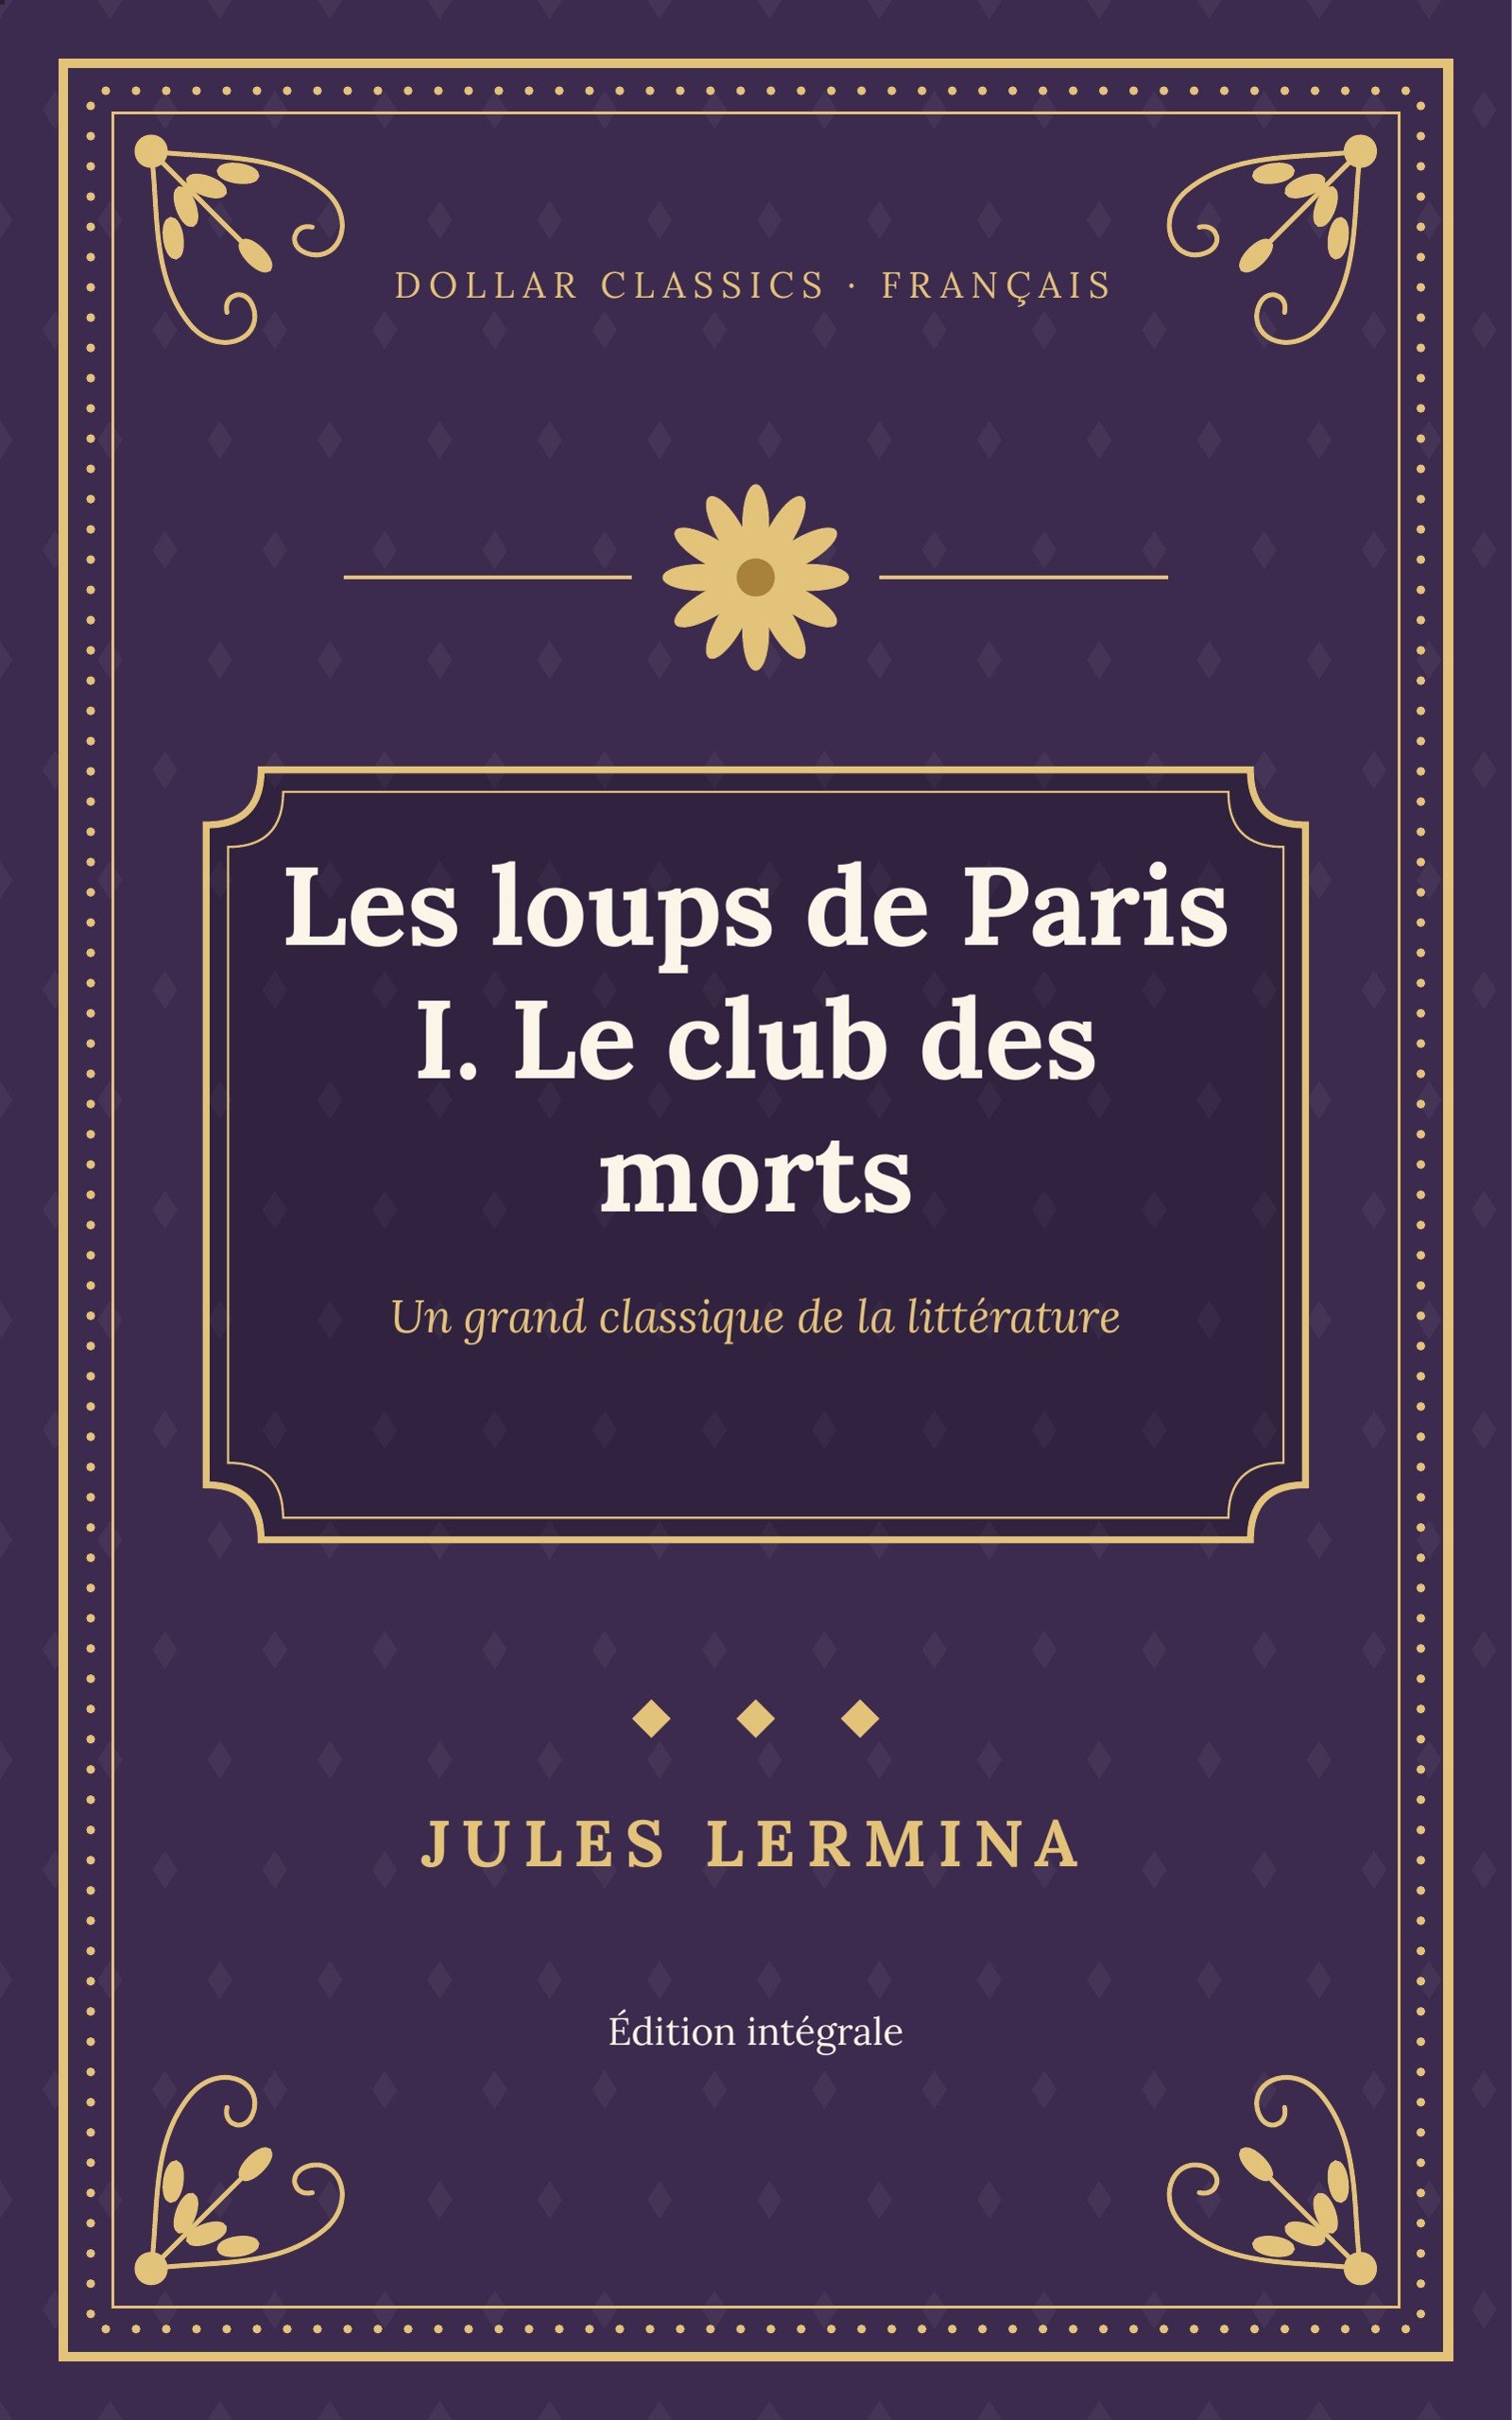 DOLLAR CLASSICS · FRANÇAIS
Les loups de Paris
I. Le club des
morts
Un grand classique de la littérature
JULES LERMINA
Édition intégrale